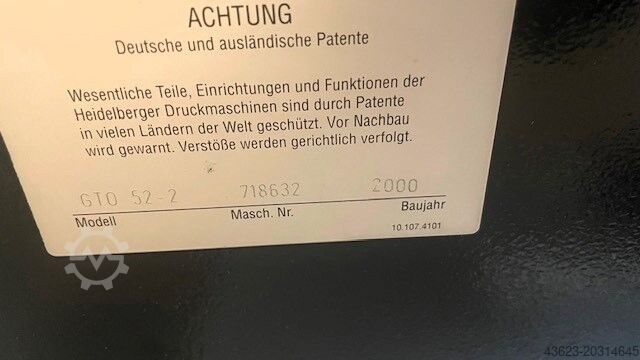 ACHTUNG
Deutsche und ausländische Patente
Wesentliche Teile, Einrichtungen und Funktionen der
Heidelberger Druckmaschinen sind durch Patente
in vielen Ländern der Welt geschützt. Vor Nachbau
wird gewarnt. Verstöße werden gerichtlich verfolgt.
GTO 52-2 718632 2000
Modell Masch. Nr. Baujahr
10.107.4101
43623-20314645